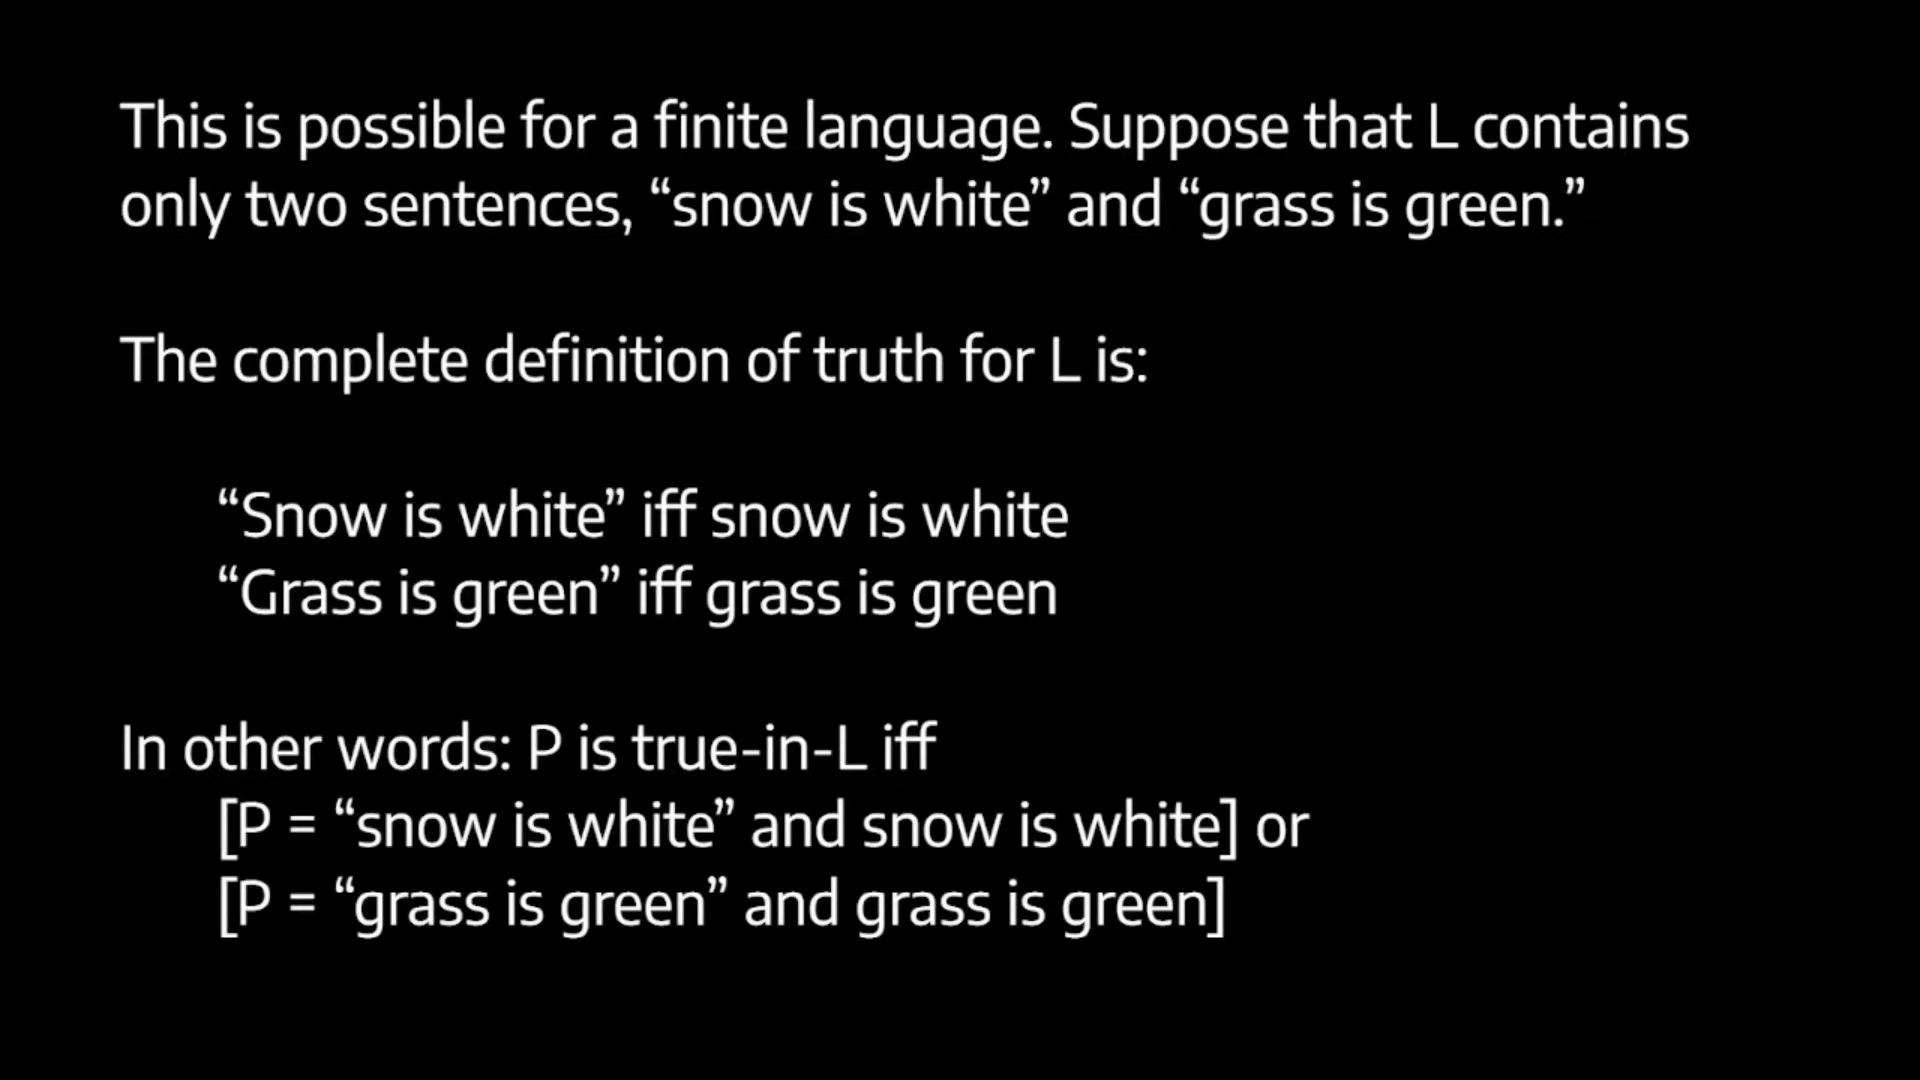 This is possible for a finite language. Suppose that L contains
only two sentences, “snow is white” and “grass is green.”
The complete definition of truth for L is:
“Snow is white” iff snow is white
“Grass is green” iff grass is green
In other words: P is true-in-L iff
[P = “snow is white” and snow is white] or
[P = “grass is green” and grass is green]